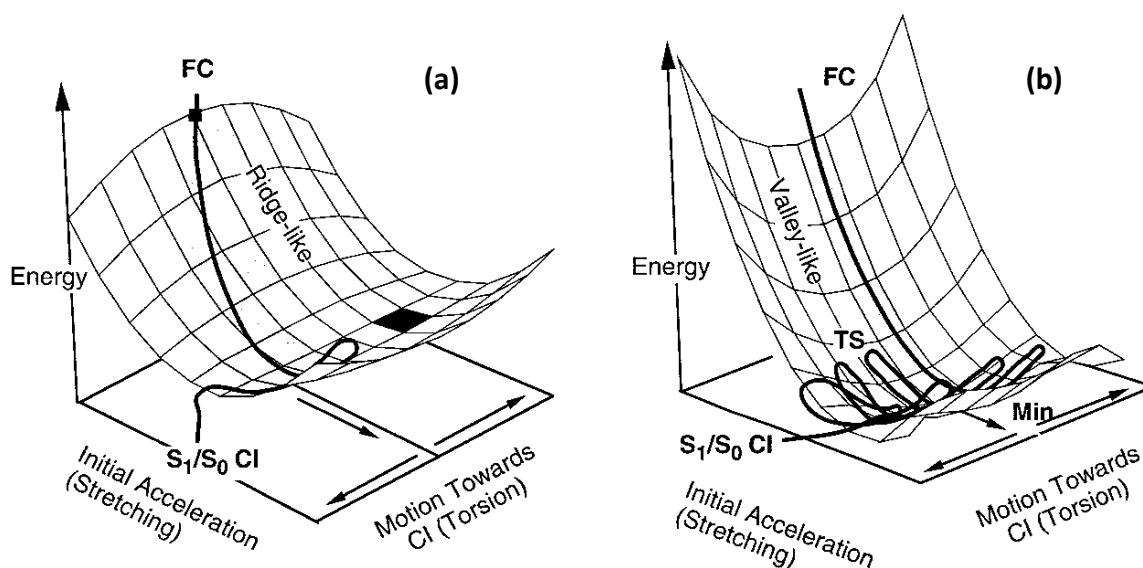 FC
(a)
Ridge-like
Energy
S₁/S₀ CI
Initial Acceleration
(Stretching)
Motion Towards
CI (Torsion)
FC
(b)
Valley-like
Energy
TS
Min
S₁/S₀ CI
Initial Acceleration
(Stretching)
Motion Towards
CI (Torsion)